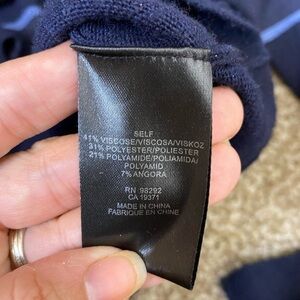 SELF
41% VISCOSE/VISCOSA/VISKOZ
31% POLYESTER/POLIESTER
21% POLYAMIDE/POLIAMIDA/
POLYAMID
7% ANGORA
RN 98292
CA 19371
MADE IN CHINA
FABRIQUE EN CHINE